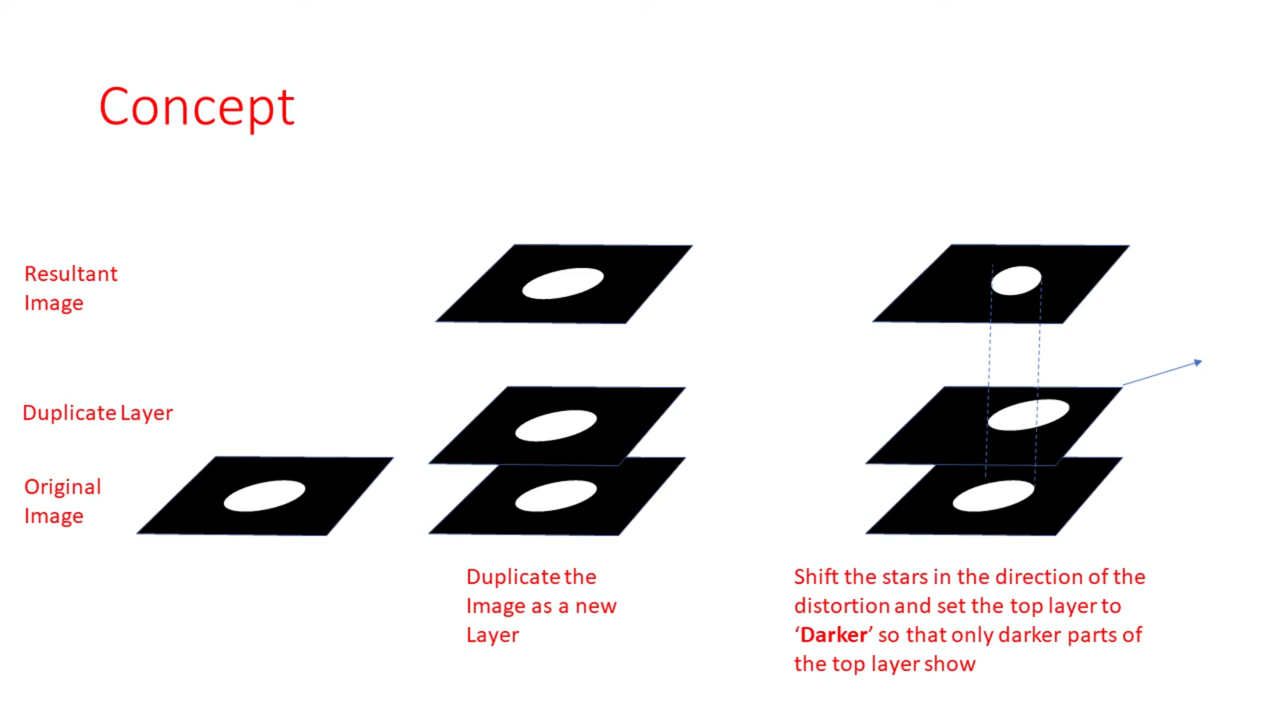 Concept
Resultant
Image
Duplicate Layer
Original
Image
Duplicate the
Image as a new
Layer
Shift the stars in the direction of the
distortion and set the top layer to
‘Darker’ so that only darker parts of
the top layer show